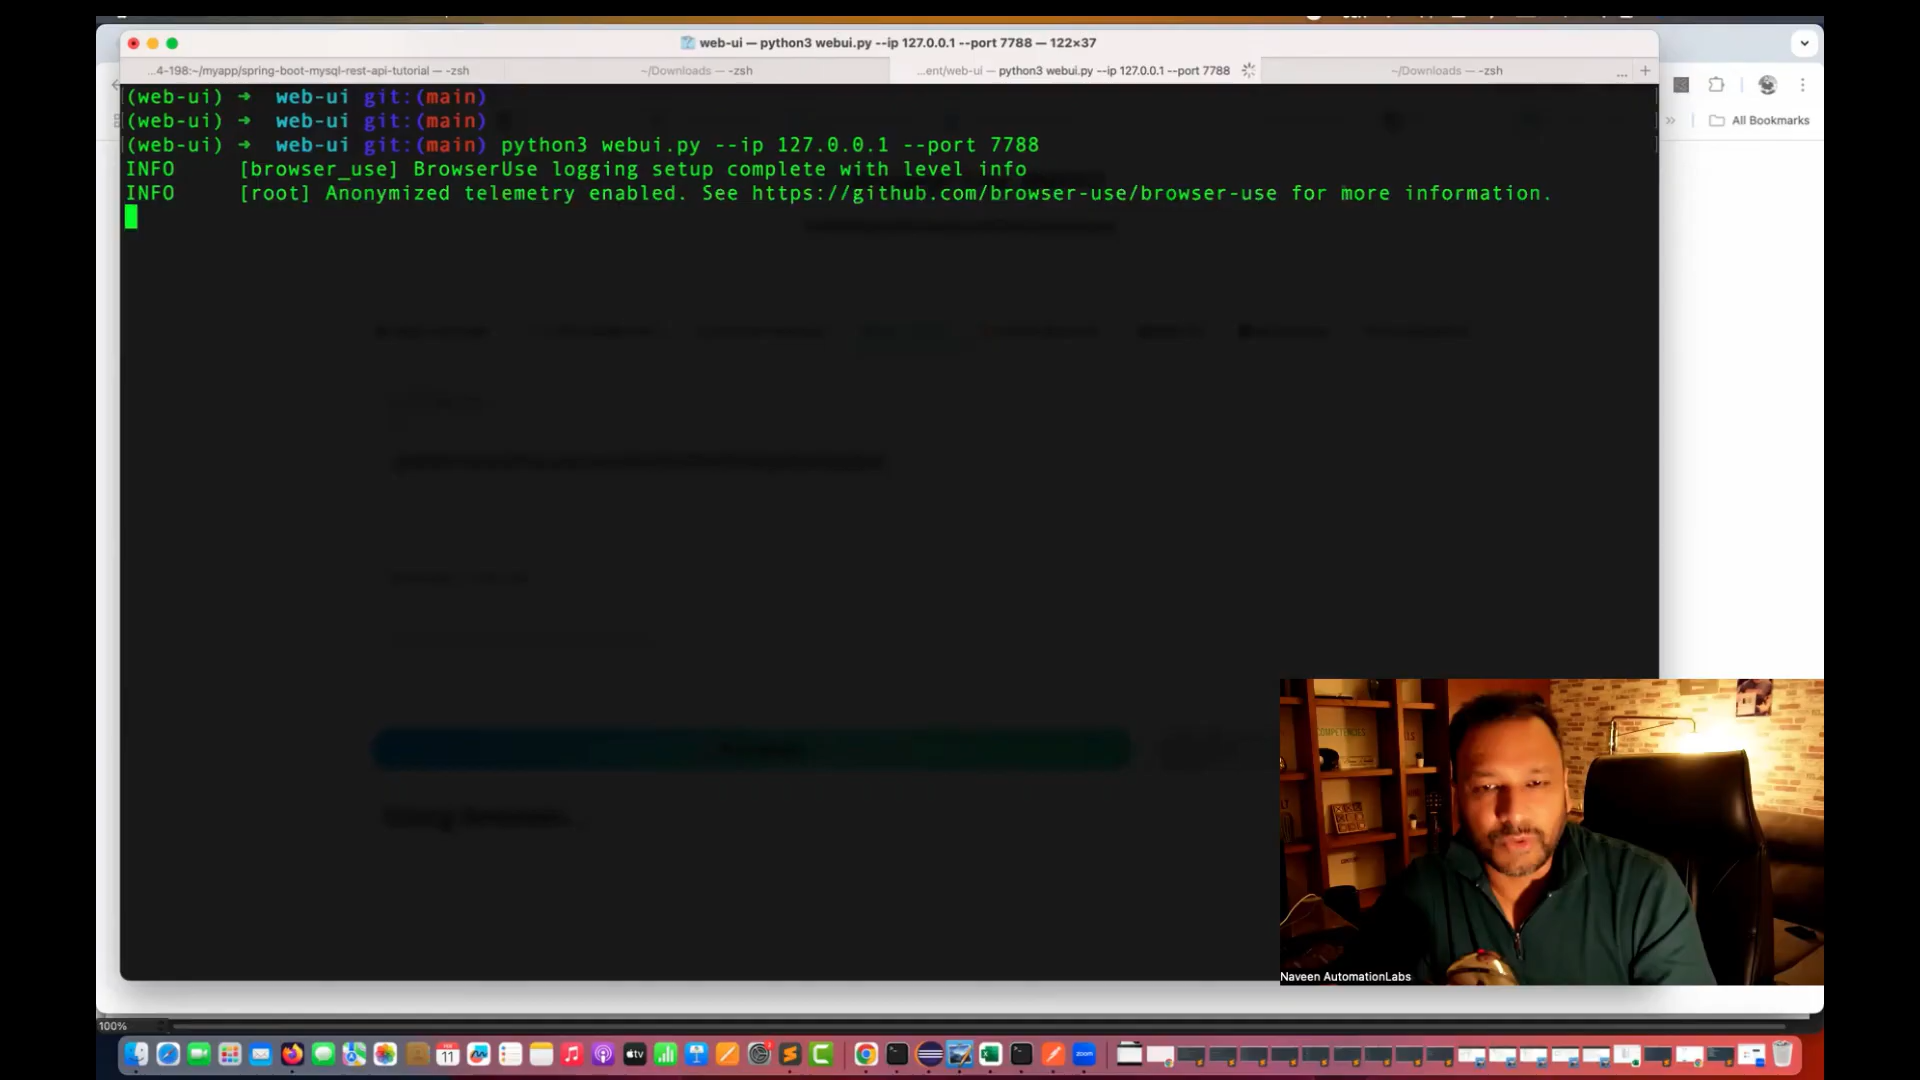 web-ui — python3 webui.py --ip 127.0.0.1 --port 7788 — 122×37
...4-198:~/myapp/spring-boot-mysql-rest-api-tutorial — -zsh
~/Downloads — -zsh
...ent/web-ui — python3 webui.py --ip 127.0.0.1 --port 7788
~/Downloads — -zsh
... +
(web-ui) ➜ web-ui git:(main)
(web-ui) ➜ web-ui git:(main)
(web-ui) ➜ web-ui git:(main) python3 webui.py --ip 127.0.0.1 --port 7788
INFO [browser_use] BrowserUse logging setup complete with level info
INFO [root] Anonymized telemetry enabled. See https://github.com/browser-use/browser-use for more information.
» All Bookmarks
COMPETENCIES
Naveen AutomationLabs
100%
11
tv
zoom